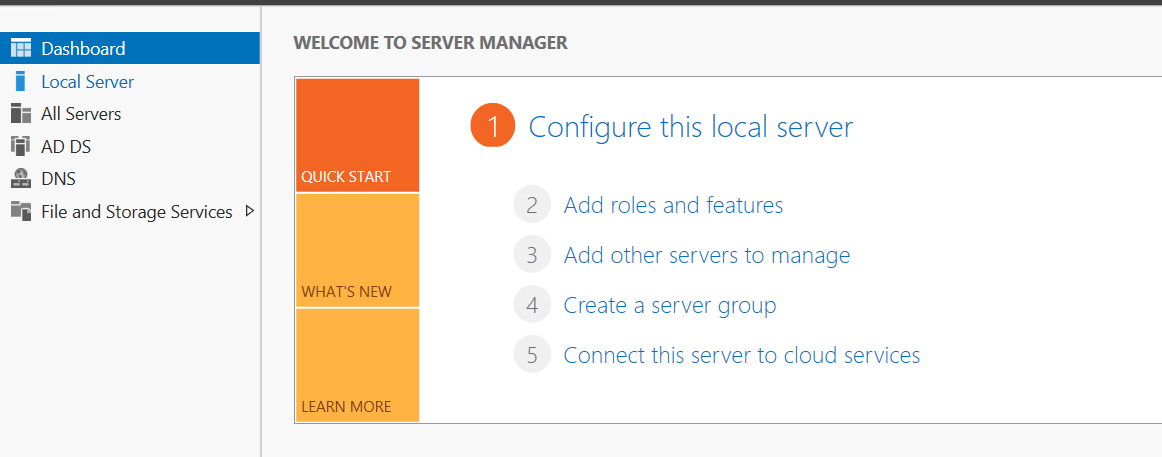 Dashboard
Local Server
All Servers
AD DS
DNS
File and Storage Services
WELCOME TO SERVER MANAGER
QUICK START
WHAT'S NEW
LEARN MORE
1 Configure this local server
2 Add roles and features
3 Add other servers to manage
4 Create a server group
5 Connect this server to cloud services